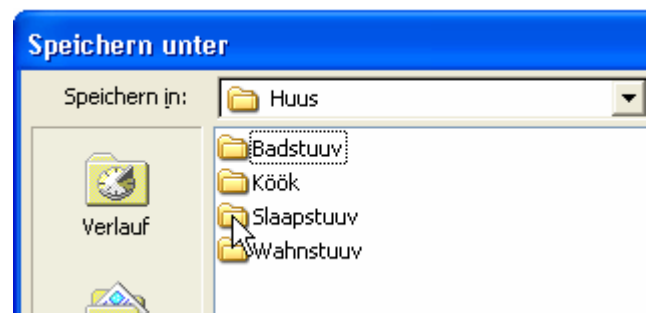 Speichern unter
Speichern in: Huus
Badstuuv
Köök
Slaapstuuv
Wahnstuuv
Verlauf